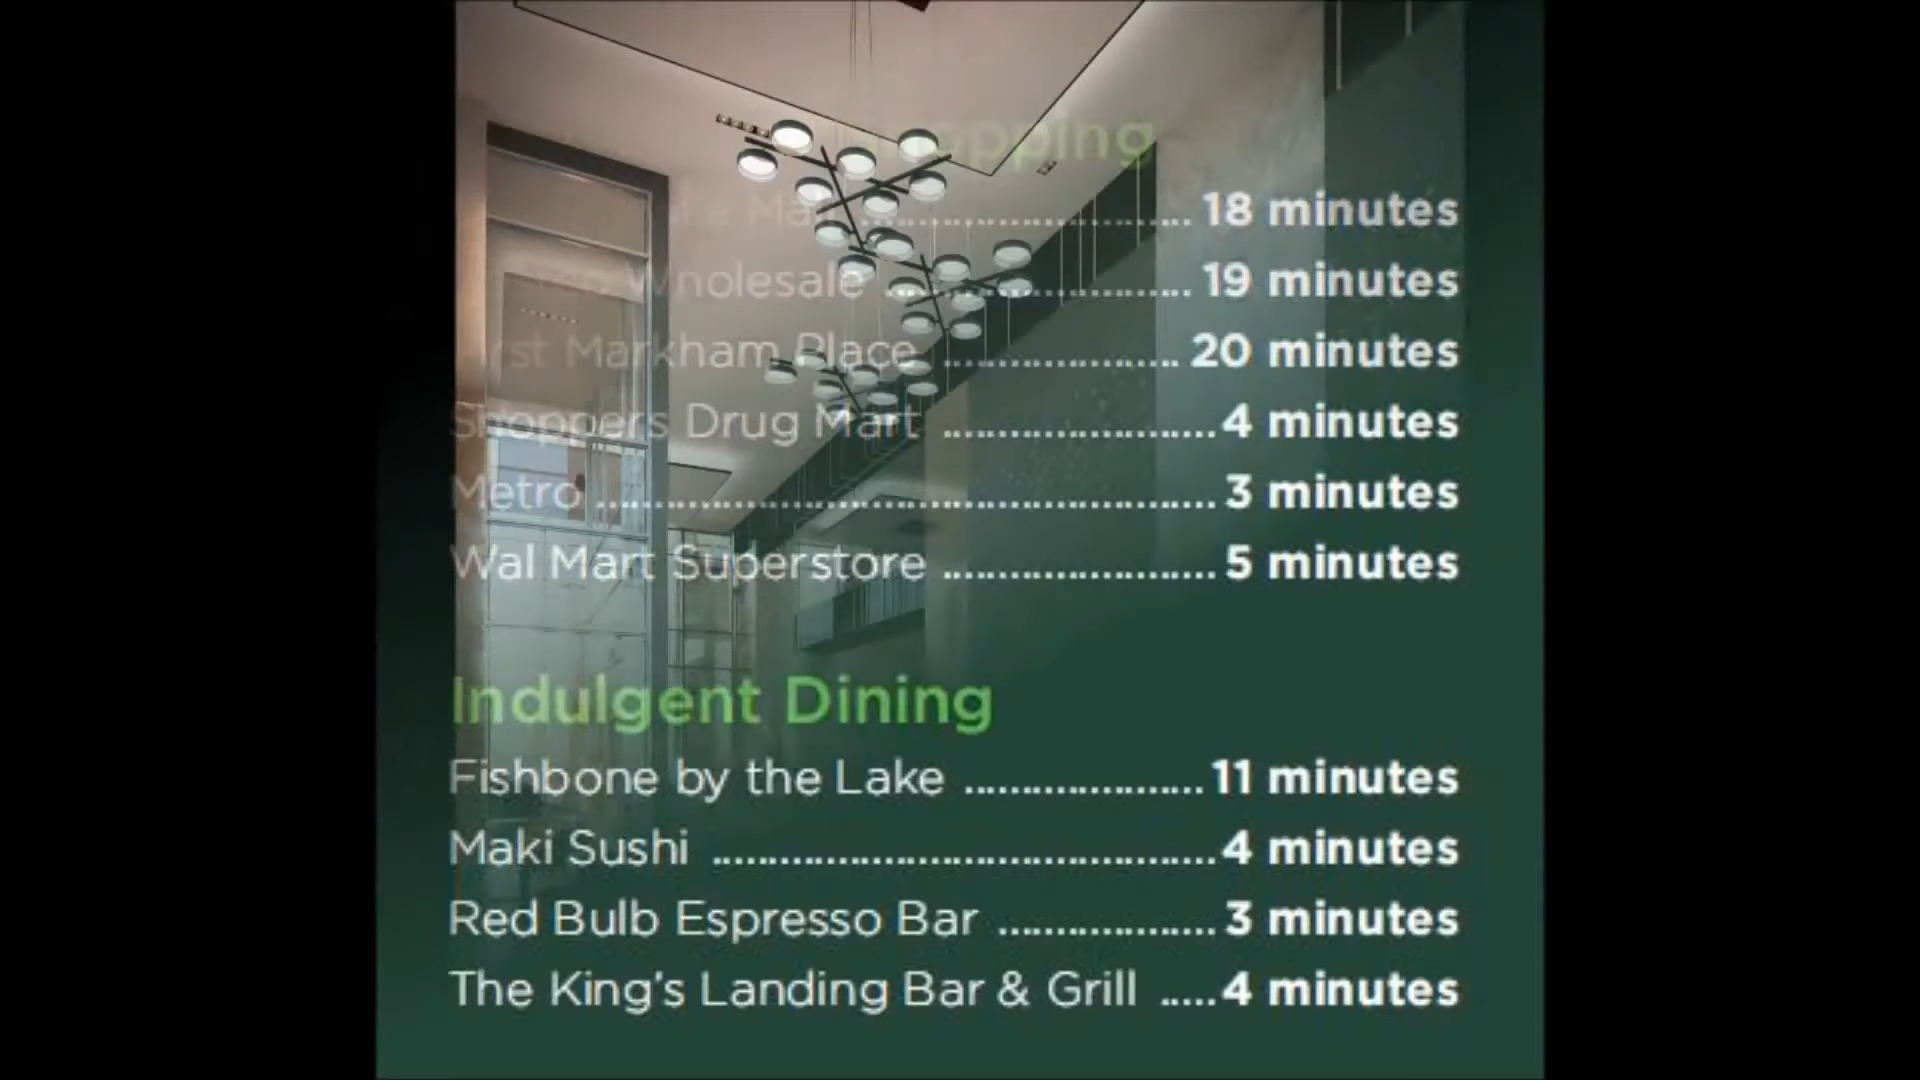 Mall ..................... 18 minutes
Wholesale ..................... 19 minutes
Markham Place ..................... 20 minutes
Shoppers Drug Mart ..................... 4 minutes
Metro ..................... 3 minutes
Wal Mart Superstore ..................... 5 minutes
Indulgent Dining
Fishbone by the Lake ..................... 11 minutes
Maki Sushi ..................... 4 minutes
Red Bulb Espresso Bar ..................... 3 minutes
The King's Landing Bar & Grill ..... 4 minutes